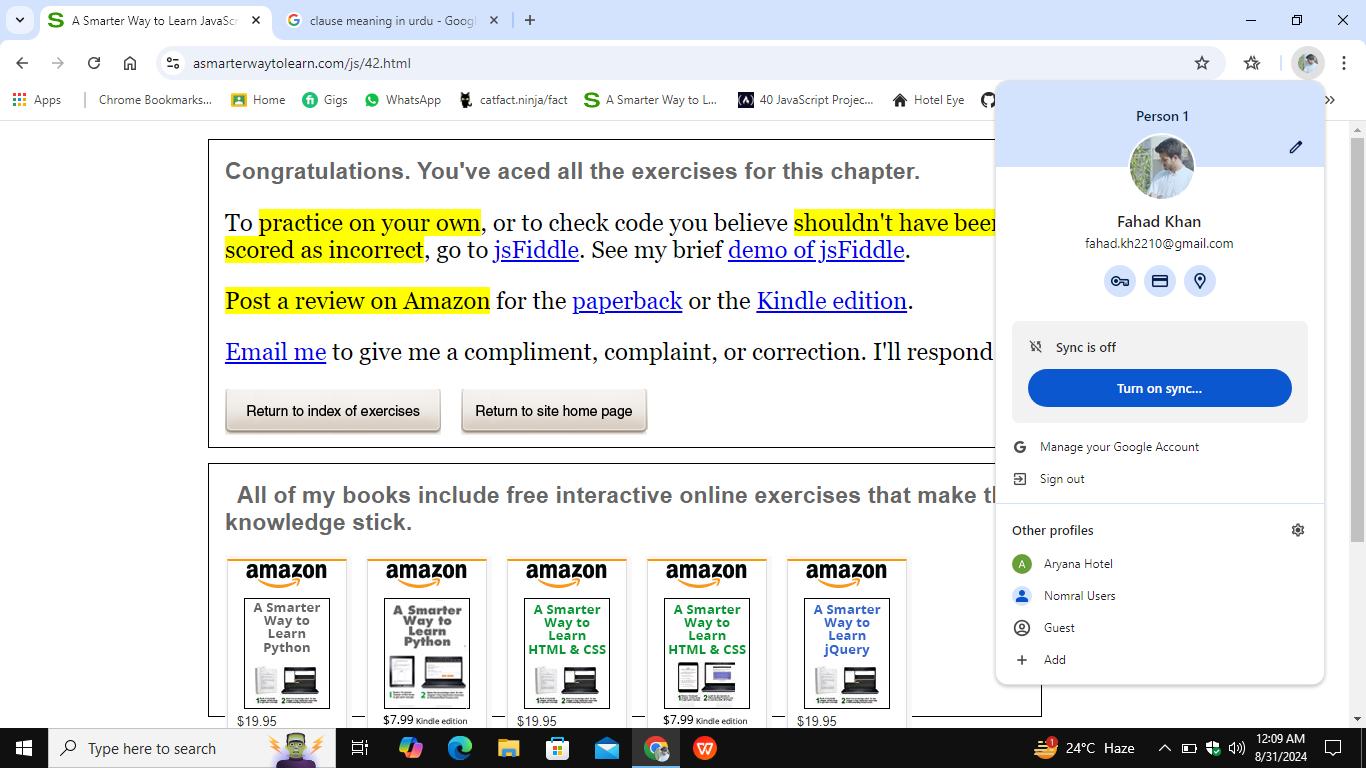 A Smarter Way to Learn JavaScr
clause meaning in urdu - Goog
asmarterwaytolearn.com/js/42.html
Apps
Chrome Bookmarks...
Home
Gigs
WhatsApp
catfact.ninja/fact
A Smarter Way to L...
40 JavaScript Projec...
Hotel Eye
Congratulations. You've aced all the exercises for this chapter.
To practice on your own, or to check code you believe shouldn't have been
scored as incorrect, go to jsFiddle. See my brief demo of jsFiddle.
Post a review on Amazon for the paperback or the Kindle edition.
Email me to give me a compliment, complaint, or correction. I'll respond
Return to index of exercises
Return to site home page
All of my books include free interactive online exercises that make th
knowledge stick.
amazon
A Smarter
Way to
Learn
Python
$19.95
amazon
A Smarter
Way to
Learn
Python
$7.99 Kindle edition
amazon
A Smarter
Way to
Learn
HTML & CSS
$19.95
amazon
A Smarter
Way to
Learn
HTML & CSS
$7.99 Kindle edition
amazon
A Smarter
Way to
Learn
jQuery
$19.95
Person 1
Fahad Khan
fahad.kh2210@gmail.com
Sync is off
Turn on sync...
Manage your Google Account
Sign out
Other profiles
A
Aryana Hotel
Nomral Users
Guest
Add
Type here to search
1
24°C Haze
12:09 AM
8/31/2024